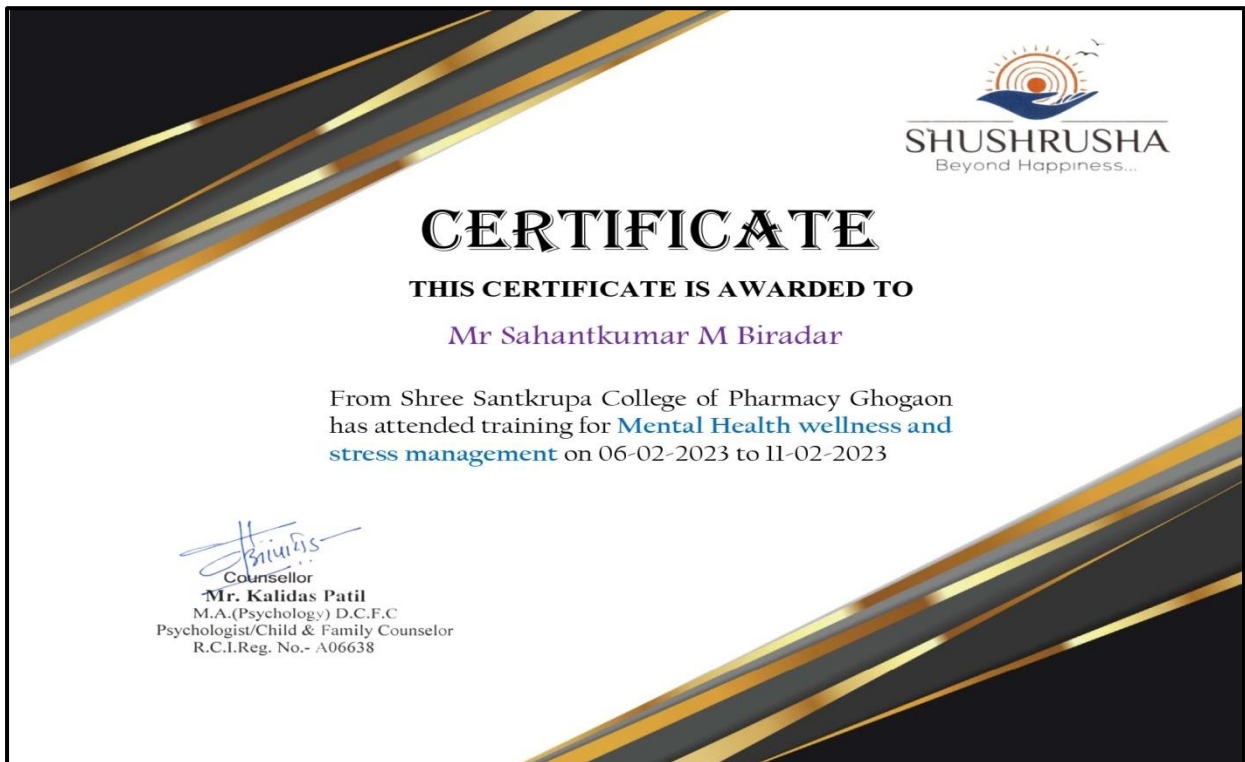 SHUSHRUSHA
Beyond Happiness...
CERTIFICATE
THIS CERTIFICATE IS AWARDED TO
Mr Sahantkumar M Biradar
From Shree Santkrupa College of Pharmacy Ghogaon
has attended training for Mental Health wellness and
stress management on 06-02-2023 to 11-02-2023
Counsellor
Mr. Kalidas Patil
M.A.(Psychology) D.C.F.C
Psychologist/Child & Family Counselor
R.C.I.Reg. No.- A06638